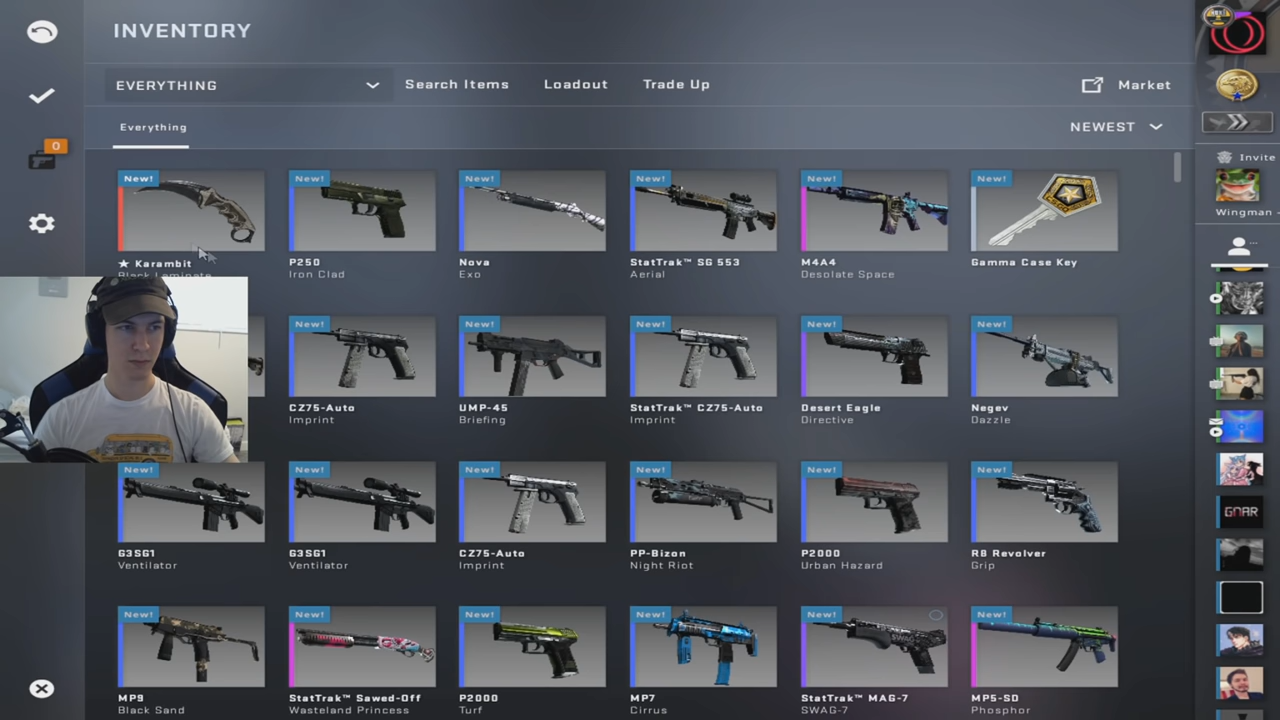 INVENTORY
EVERYTHING
Search Items
Loadout
Trade Up
Market
Everything
NEWEST
0
Invite
Wingman
New!
New!
New!
New!
New!
New!
★ Karambit
Black Laminate
P250
Iron Clad
Nova
Exo
StatTrak™ SG 553
Aerial
M4A4
Desolate Space
Gamma Case Key
New!
New!
New!
New!
New!
CZ75-Auto
Imprint
UMP-45
Briefing
StatTrak™ CZ75-Auto
Imprint
Desert Eagle
Directive
Negev
Dazzle
New!
New!
New!
New!
New!
New!
G3SG1
Ventilator
G3SG1
Ventilator
CZ75-Auto
Imprint
PP-Bizon
Night Riot
P2000
Urban Hazard
R8 Revolver
Grip
GNAR
New!
New!
New!
New!
New!
New!
MP9
Black Sand
StatTrak™ Sawed-Off
Wasteland Princess
P2000
Turf
MP7
Cirrus
StatTrak™ MAG-7
SWAG-7
MP5-SD
Phosphor